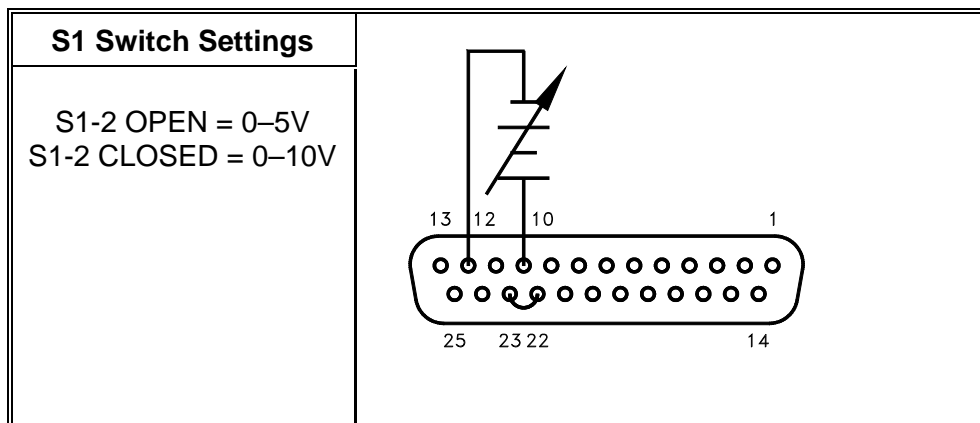 S1 Switch Settings
S1-2 OPEN = 0–5V
S1-2 CLOSED = 0–10V
13 12 10 1
25 23 22 14